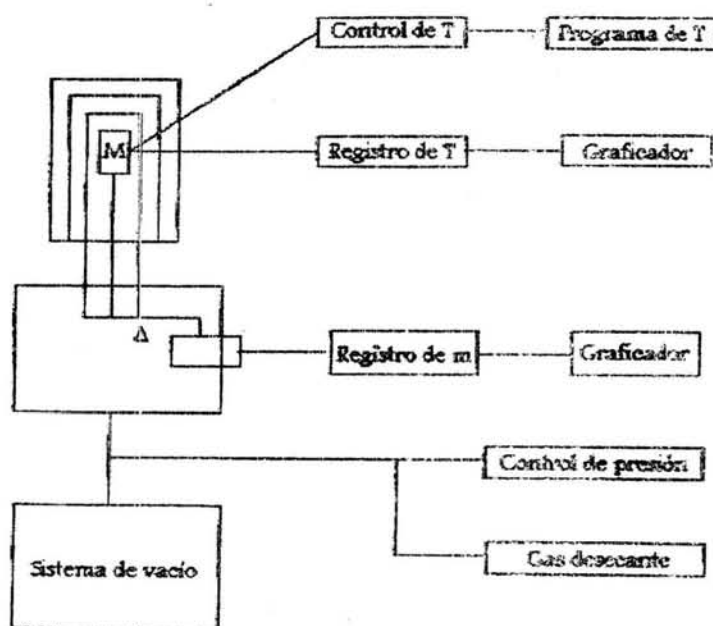 Control de T
Programa de T
M
Registro de T
Graficador
Δ
Registro de m
Graficador
Control de presión
Sistema de vacío
Gas desecante